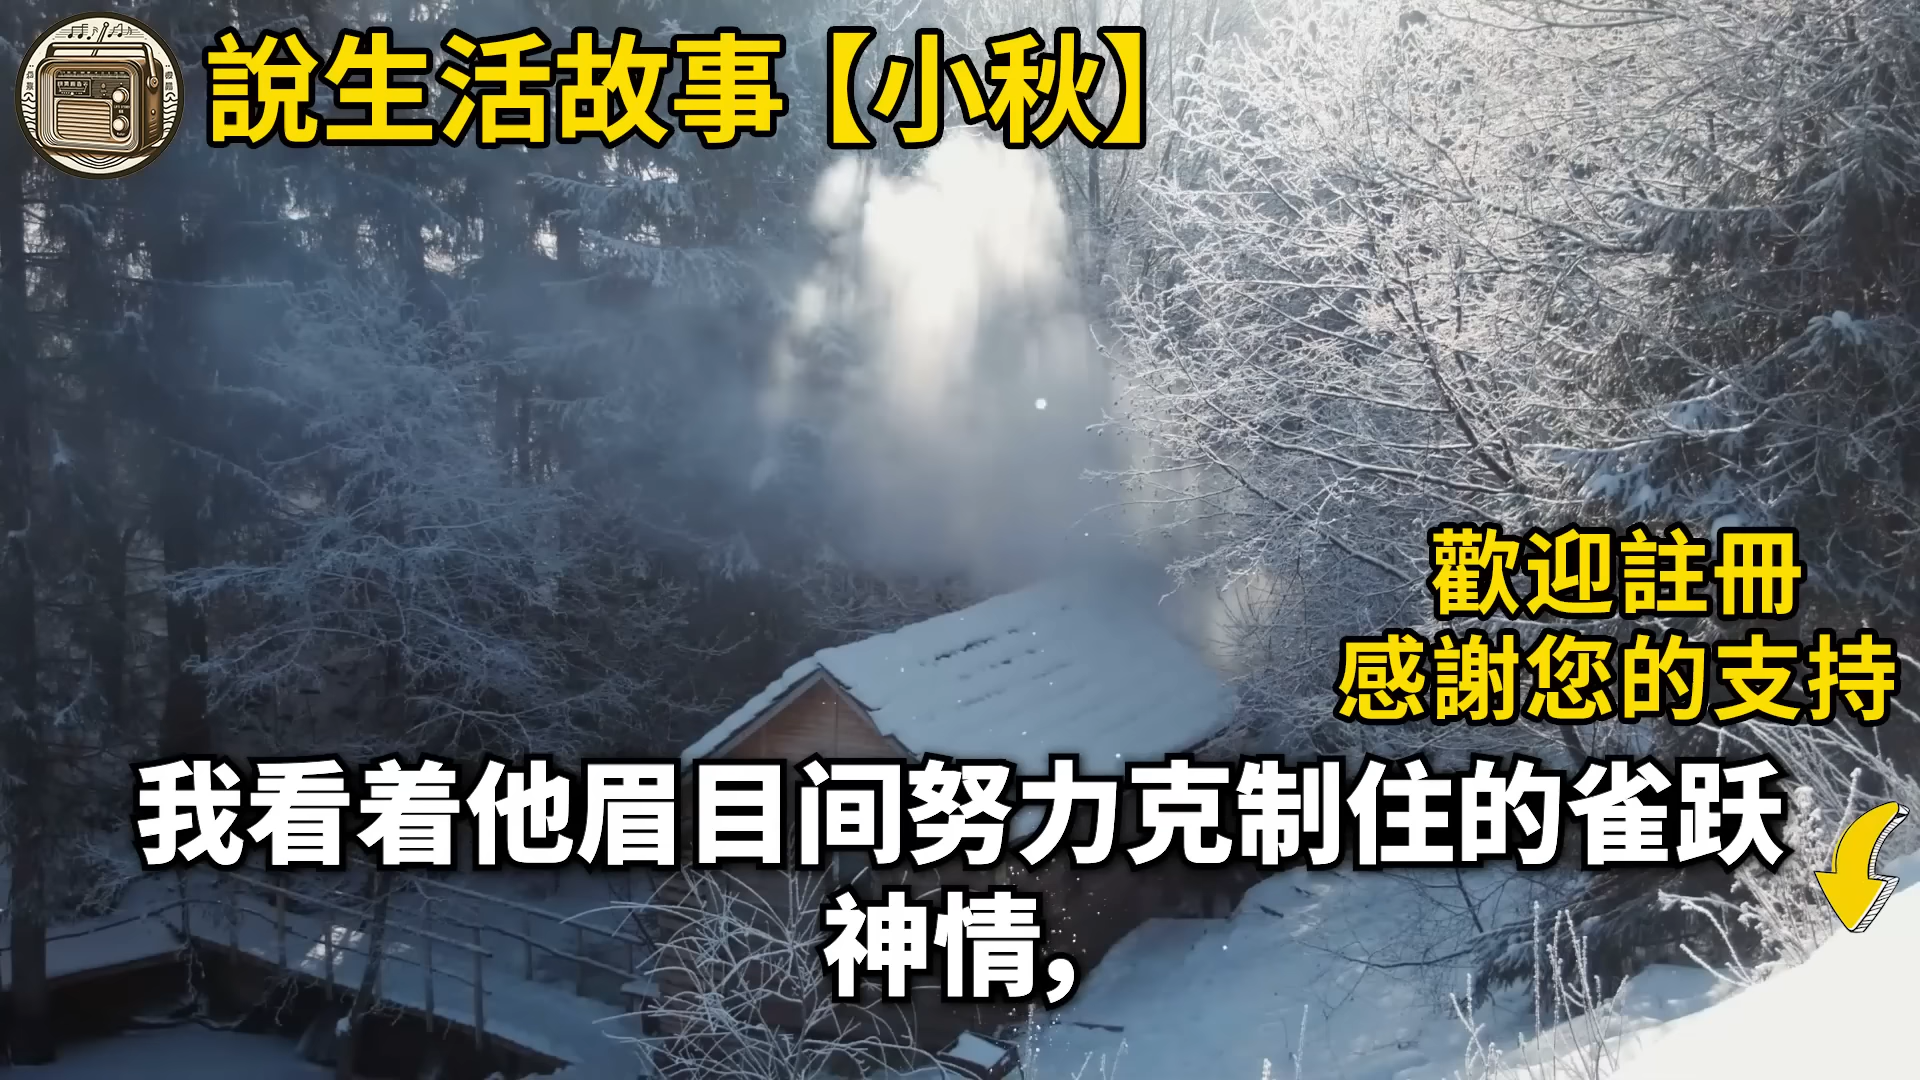 說生活故事【小秋】
歡迎註冊
感謝您的支持
我看着他眉目间努力克制住的雀跃
神情,